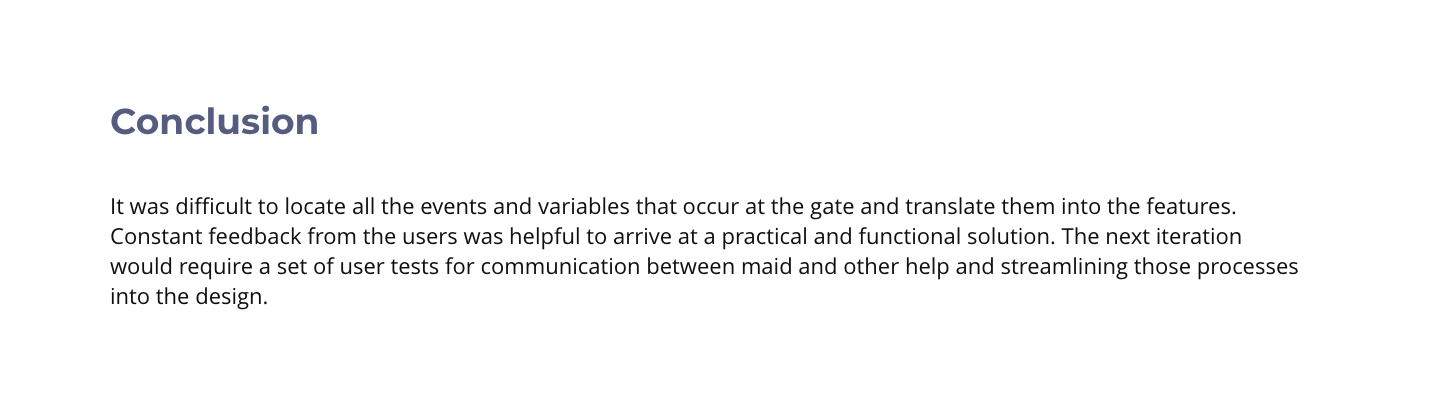 Conclusion
It was difficult to locate all the events and variables that occur at the gate and translate them into the features.
Constant feedback from the users was helpful to arrive at a practical and functional solution. The next iteration
would require a set of user tests for communication between maid and other help and streamlining those processes
into the design.